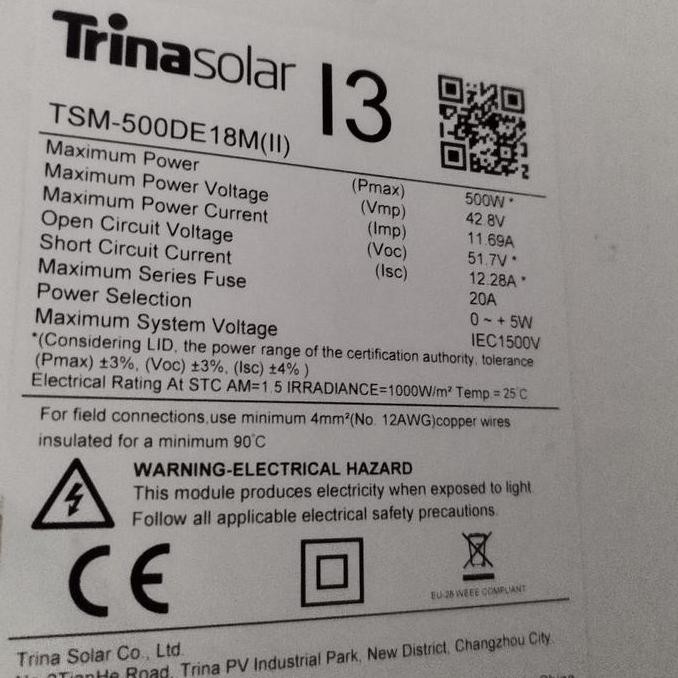 Trinasolar I3
TSM-500DE18M(II)
Maximum Power (Pmax) 500W *
Maximum Power Voltage (Vmp) 42.8V
Maximum Power Current (Imp) 11.69A
Open Circuit Voltage (Voc) 51.7V *
Short Circuit Current (Isc) 12.28A *
Maximum Series Fuse 20A
Power Selection 0 ~ + 5W
Maximum System Voltage IEC1500V
*(Considering LID, the power range of the certification authority, tolerance
(Pmax) ±3%, (Voc) ±3%, (Isc) ±4% )
Electrical Rating At STC AM=1.5 IRRADIANCE=1000W/m² Temp = 25℃
For field connections,use minimum 4mm²(No. 12AWG)copper wires
insulated for a minimum 90℃
WARNING-ELECTRICAL HAZARD
This module produces electricity when exposed to light
Follow all applicable electrical safety precautions.
CE
EU-28 WEEE COMPLIANT
Trina Solar Co., Ltd.
TianHe Road, Trina PV Industrial Park, New District, Changzhou City
China